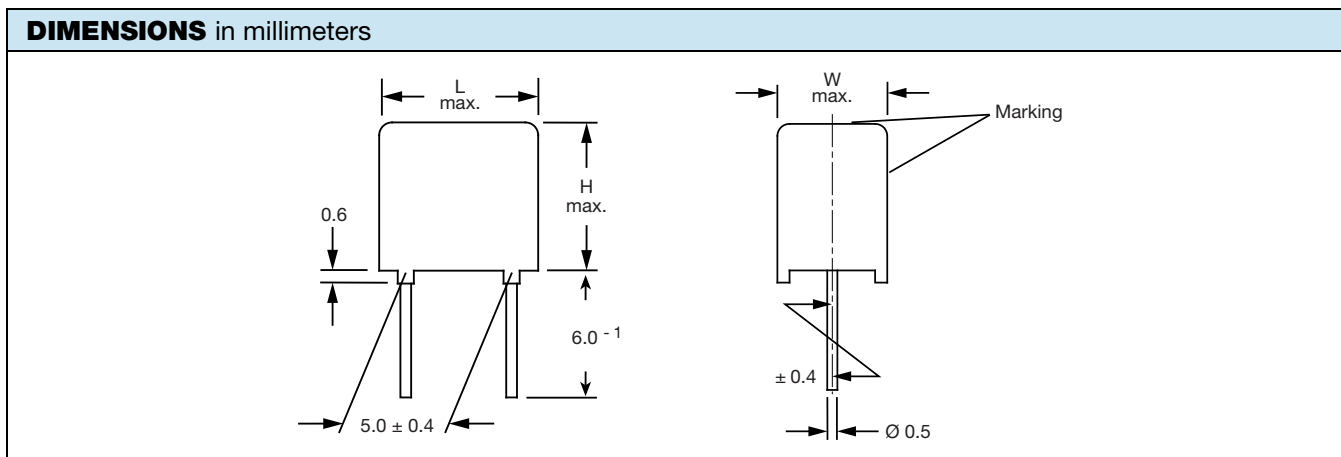 DIMENSIONS in millimeters
L
max.
W
max.
Marking
H
max.
0.6
6.0 - 1
± 0.4
5.0 ± 0.4
Ø 0.5